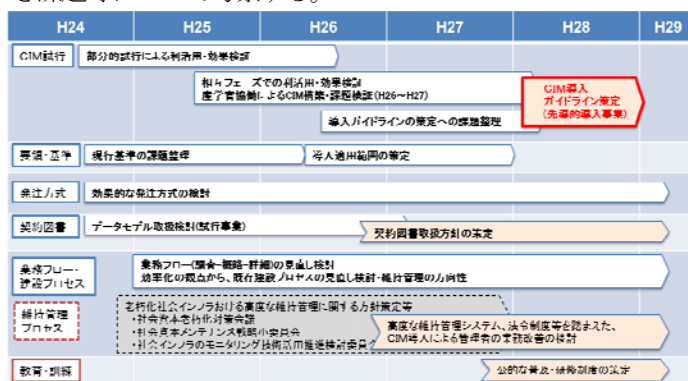 H24 H25 H26 H27 H28 H29
CIM試行
部分的試行による利活用・効果検証
フェーズでの利活用・効果検討
産学官協働によるCIM構築・課題検証(H26~H27)
導入ガイドラインの策定への課題整理
CIM導入
ガイドライン策定
(先導的導入事業)
要領・基準
現行基準の課題整理
導入適用範囲の策定
発注方式
効果的な発注方式の検討
契約図書
データモデル取扱検討(試行事業)
契約図書取扱方針の策定
業務フロー・
建設プロセス
業務フロー(調査-概略-詳細)の見直し検討
効率化の観点から、既存建設プロセスの見直し検討・維持管理の方向性
維持管理
プロセス
老朽化社会インフラおける高度な維持管理に関する方針策定等
・社会資本老朽化対策会議
・社会資本メンテナンス戦略小委員会
・社会インフラのモニタリング技術活用推進検討委員会
高度な維持管理システム、法令制度等を踏まえた、
CIM導入による管理者の業務改善の検討
教育・訓練
公的な普及・研修制度の策定